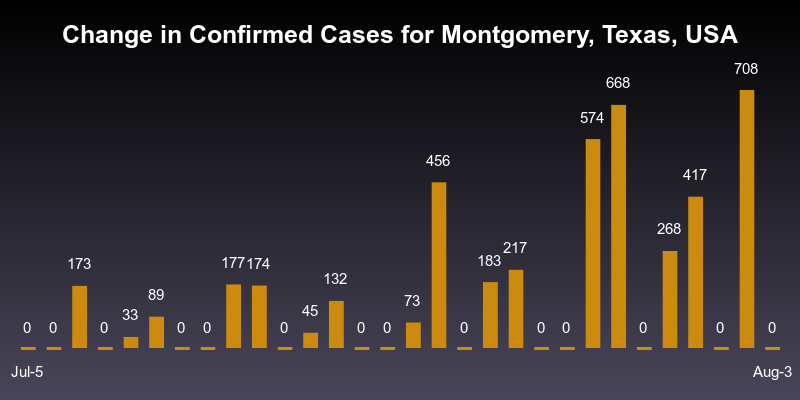 Change in Confirmed Cases for Montgomery, Texas, USA
0 0 173 0 33 89 0 0 177 174 0 45 132 0 0 73 456 0 183 217 0 0 574 668 0 268 417 0 708 0
Jul-5 Aug-3